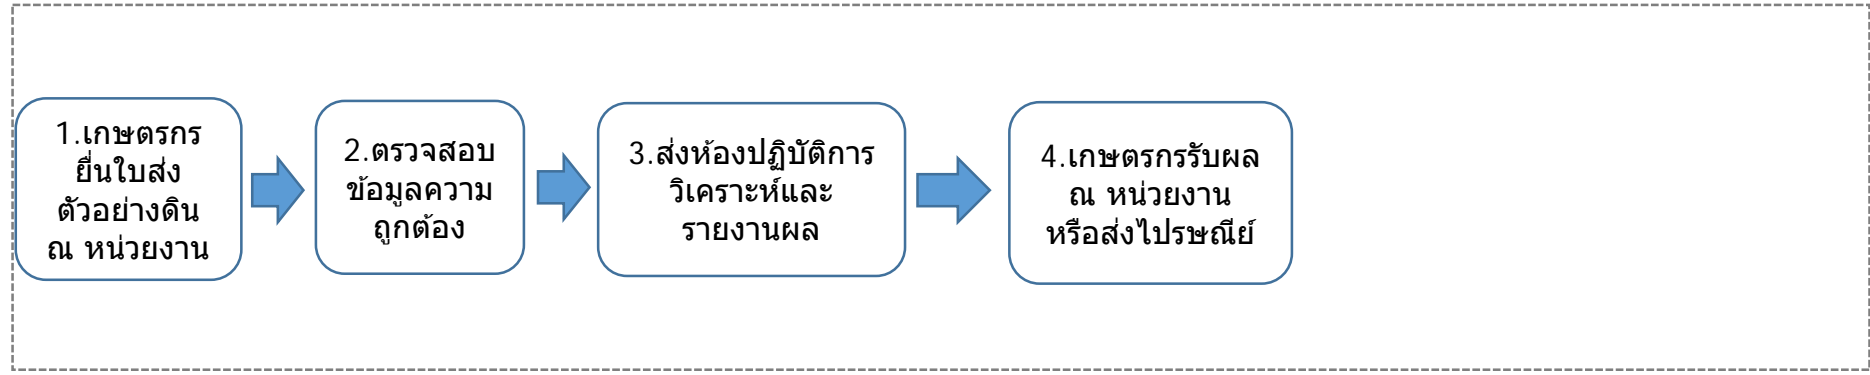 1.เกษตรกร
ยื่นใบส่ง
ตัวอย่างดิน
ณ หน่วยงาน
2.ตรวจสอบ
ข้อมูลความ
ถูกต้อง
3.ส่งห้องปฏิบัติการ
วิเคราะห์และ
รายงานผล
4.เกษตรกรรับผล
ณ หน่วยงาน
หรือส่งไปรษณีย์